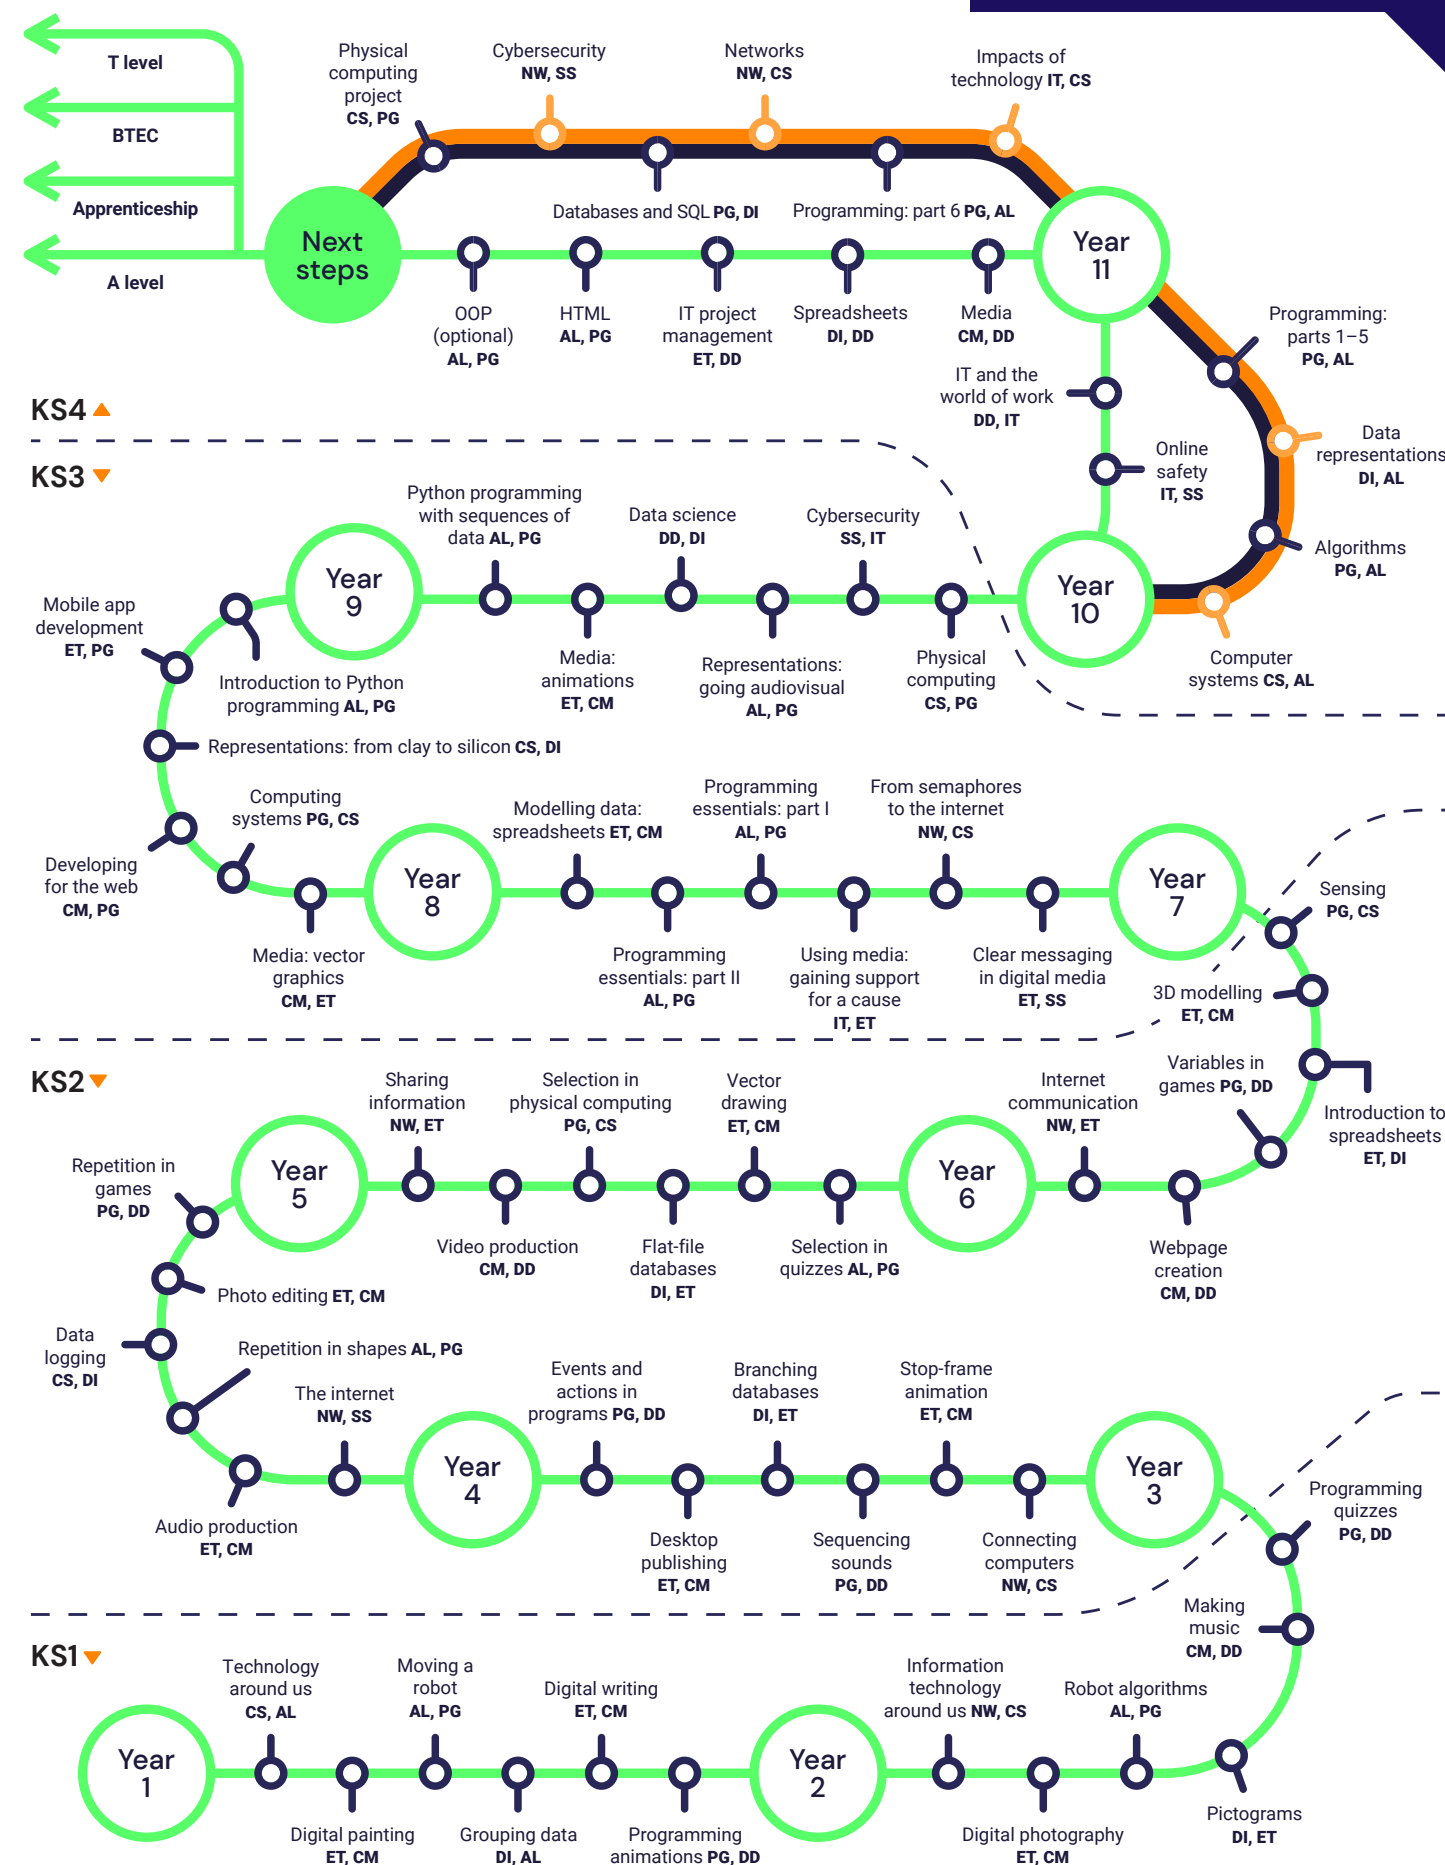 T level
BTEC
Apprenticeship
A level
Next
steps
Physical
computing
project
CS, PG
Cybersecurity
NW, SS
Networks
NW, CS
Impacts of
technology IT, CS
Databases and SQL PG, DI
Programming: part 6 PG, AL
Year
11
OOP
(optional)
AL, PG
HTML
AL, PG
IT project
management
ET, DD
Spreadsheets
DI, DD
Media
CM, DD
Programming:
parts 1–5
PG, AL
IT and the
world of work
DD, IT
Data
representations
DI, AL
Online
safety
IT, SS
Algorithms
PG, AL
Computer
systems CS, AL
KS4
KS3
Year
10
Physical
computing
CS, PG
Cybersecurity
SS, IT
Representations:
going audiovisual
AL, PG
Data science
DD, DI
Media:
animations
ET, CM
Python programming
with sequences of
data AL, PG
Year
9
Introduction to Python
programming AL, PG
Mobile app
development
ET, PG
Representations: from clay to silicon CS, DI
Developing
for the web
CM, PG
Computing
systems PG, CS
Media: vector
graphics
CM, ET
Year
8
Modelling data:
spreadsheets ET, CM
Programming
essentials: part II
AL, PG
Programming
essentials: part I
AL, PG
Using media:
gaining support
for a cause
IT, ET
From semaphores
to the internet
NW, CS
Clear messaging
in digital media
ET, SS
Year
7
Sensing
PG, CS
3D modelling
ET, CM
Variables in
games PG, DD
Introduction to
spreadsheets
ET, DI
KS2
Sharing
information
NW, ET
Selection in
physical computing
PG, CS
Vector
drawing
ET, CM
Internet
communication
NW, ET
Year
5
Year
6
Video production
CM, DD
Flat-file
databases
DI, ET
Selection in
quizzes AL, PG
Webpage
creation
CM, DD
Repetition in
games
PG, DD
Photo editing ET, CM
Data
logging
CS, DI
Repetition in shapes AL, PG
The internet
NW, SS
Audio production
ET, CM
Year
4
Events and
actions in
programs PG, DD
Branching
databases
DI, ET
Stop-frame
animation
ET, CM
Desktop
publishing
ET, CM
Sequencing
sounds
PG, DD
Connecting
computers
NW, CS
Year
3
Programming
quizzes
PG, DD
Making
music
CM, DD
KS1
Technology
around us
CS, AL
Moving a
robot
AL, PG
Digital writing
ET, CM
Information
technology
around us NW, CS
Robot algorithms
AL, PG
Year
1
Year
2
Digital painting
ET, CM
Grouping data
DI, AL
Programming
animations PG, DD
Digital photography
ET, CM
Pictograms
DI, ET